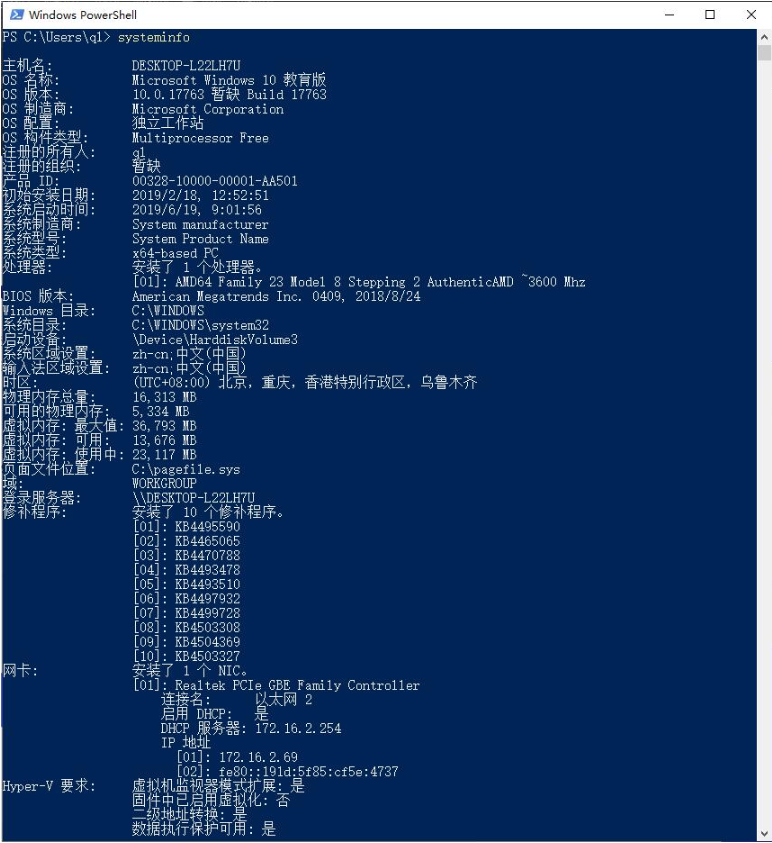 Windows PowerShell
PS C:\Users\ql> systeminfo
主机名: DESKTOP-L22LH7U
OS 名称: Microsoft Windows 10 教育版
OS 版本: 10.0.17763 暂缺 Build 17763
OS 制造商: Microsoft Corporation
OS 配置: 独立工作站
OS 构件类型: Multiprocessor Free
注册的所有人: ql
注册的组织: 暂缺
产品 ID: 00328-10000-00001-AA501
初始安装日期: 2019/2/18, 12:52:51
系统启动时间: 2019/6/19, 9:01:56
系统制造商: System manufacturer
系统型号: System Product Name
系统类型: x64-based PC
处理器: 安装了 1 个处理器。
[01]: AMD64 Family 23 Model 8 Stepping 2 AuthenticAMD ~3600 Mhz
BIOS 版本: American Megatrends Inc. 0409, 2018/8/24
Windows 目录: C:\WINDOWS
系统目录: C:\WINDOWS\system32
启动设备: \Device\HarddiskVolume3
系统区域设置: zh-cn;中文(中国)
输入法区域设置: zh-cn;中文(中国)
时区: (UTC+08:00) 北京，重庆，香港特别行政区，乌鲁木齐
物理内存总量: 16,313 MB
可用的物理内存: 5,334 MB
虚拟内存: 最大值: 36,793 MB
虚拟内存: 可用: 13,676 MB
虚拟内存: 使用中: 23,117 MB
页面文件位置: C:\pagefile.sys
域: WORKGROUP
登录服务器: \\DESKTOP-L22LH7U
修补程序: 安装了 10 个修补程序。
[01]: KB4495590
[02]: KB4465065
[03]: KB4470788
[04]: KB4493478
[05]: KB4493510
[06]: KB4497932
[07]: KB4499728
[08]: KB4503308
[09]: KB4504369
[10]: KB4503327
网卡: 安装了 1 个 NIC。
[01]: Realtek PCIe GBE Family Controller
连接名: 以太网 2
启用 DHCP: 是
DHCP 服务器: 172.16.2.254
IP 地址
[01]: 172.16.2.69
[02]: fe80::191d:5f85:cf5e:4737
Hyper-V 要求: 虚拟机监视器模式扩展: 是
固件中已启用虚拟化: 否
二级地址转换: 是
数据执行保护可用: 是